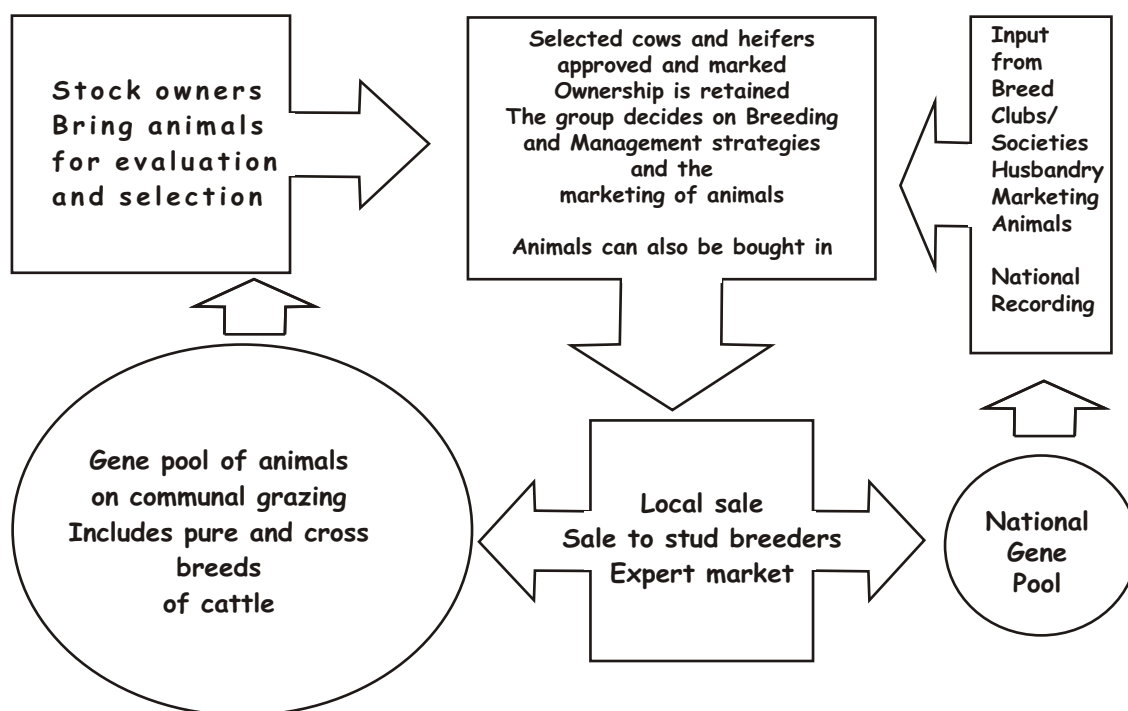 Stock owners
Bring animals
for evaluation
and selection
Selected cows and heifers
approved and marked
Ownership is retained
The group decides on Breeding
and Management strategies
and the
marketing of animals
Animals can also be bought in
Input
from
Breed
Clubs/
Societies
Husbandry
Marketing
Animals
National
Recording
Gene pool of animals
on communal grazing
Includes pure and cross
breeds
of cattle
Local sale
Sale to stud breeders
Expert market
National
Gene
Pool